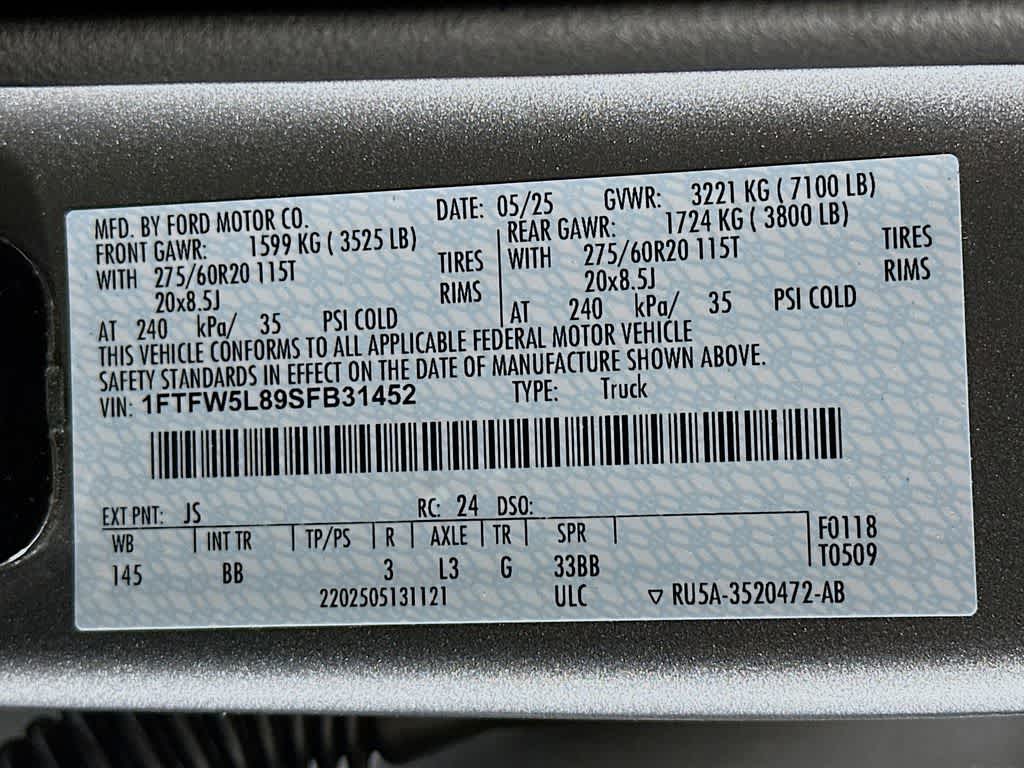 MFD. BY FORD MOTOR CO. DATE: 05/25 GVWR: 3221 KG ( 7100 LB)
FRONT GAWR: 1599 KG ( 3525 LB) REAR GAWR: 1724 KG ( 3800 LB)
WITH 275/60R20 115T TIRES WITH 275/60R20 115T TIRES
20x8.5J RIMS 20x8.5J RIMS
AT 240 kPa/ 35 PSI COLD AT 240 kPa/ 35 PSI COLD
THIS VEHICLE CONFORMS TO ALL APPLICABLE FEDERAL MOTOR VEHICLE
SAFETY STANDARDS IN EFFECT ON THE DATE OF MANUFACTURE SHOWN ABOVE.
VIN: 1FTFW5L89SFB31452 TYPE: Truck
EXT PNT: JS RC: 24 DSO:
WB INT TR TP/PS R AXLE TR SPR F0118
145 BB 3 L3 G 33BB T0509
2202505131121 ULC ▽ RU5A-3520472-AB